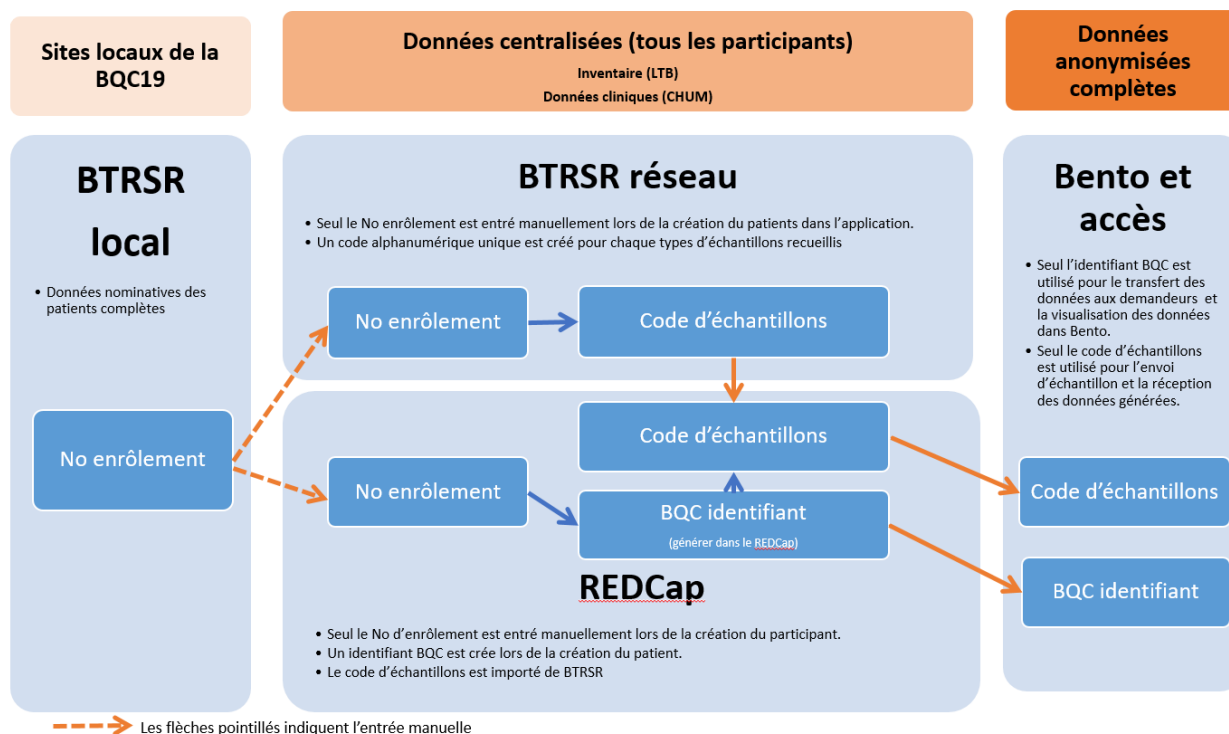 Sites locaux de la
BQC19
Données centralisées (tous les participants)
Inventaire (LTB)
Données cliniques (CHUM)
Données
anonymisées
complètes
BTRSR
local
• Données nominatives des
patients complètes
No enrôlement
BTRSR réseau
• Seul le No enrôlement est entré manuellement lors de la création du patients dans l’application.
• Un code alphanumérique unique est créé pour chaque types d’échantillons recueillis
No enrôlement
Code d’échantillons
Code d’échantillons
No enrôlement
BQC identifiant
(générer dans le REDCap)
REDCap
• Seul le No d’enrôlement est entré manuellement lors de la création du participant.
• Un identifiant BQC est crée lors de la création du patient.
• Le code d’échantillons est importé de BTRSR
Bento et
accès
• Seul l’identifiant BQC est
utilisé pour le transfert des
données aux demandeurs et
la visualisation des données
dans Bento.
• Seul le code d’échantillons
est utilisé pour l’envoi
d’échantillon et la réception
des données générées.
Code d’échantillons
BQC identifiant
Les flèches pointillés indiquent l’entrée manuelle